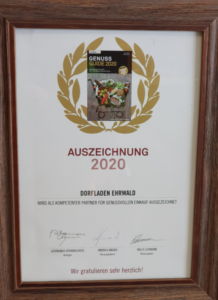 GENUSS
GUIDE 2020
AUSZEICHNUNG
2020
DORFLADEN EHRWALD
WIRD ALS KOMPETENTER PARTNER FÜR GENUSSVOLLEN EINKAUF AUSGEZEICHNET
Wir gratulieren sehr herzlich!